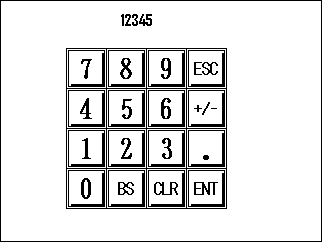 12345
7 8 9 ESC
4 5 6 +/-
1 2 3 .
0 BS CLR ENT